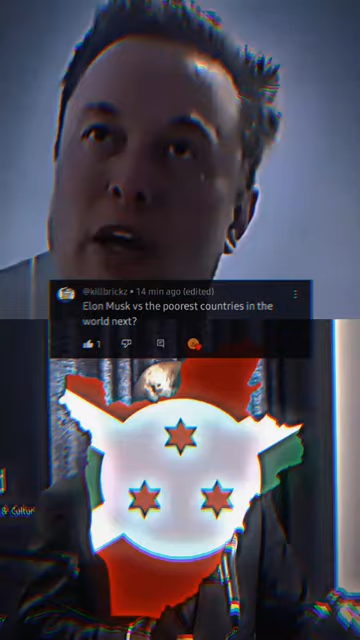 @killbrickz • 14 min ago (edited)
Elon Musk vs the poorest countries in the
world next?
1